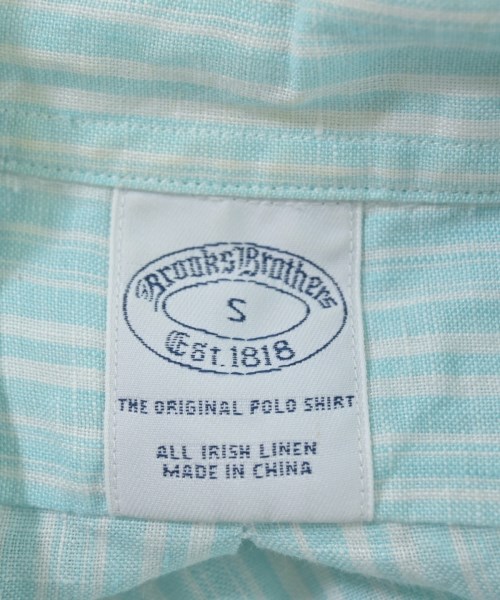 Brooks Brothers
S
Est. 1818
THE ORIGINAL POLO SHIRT
ALL IRISH LINEN
MADE IN CHINA